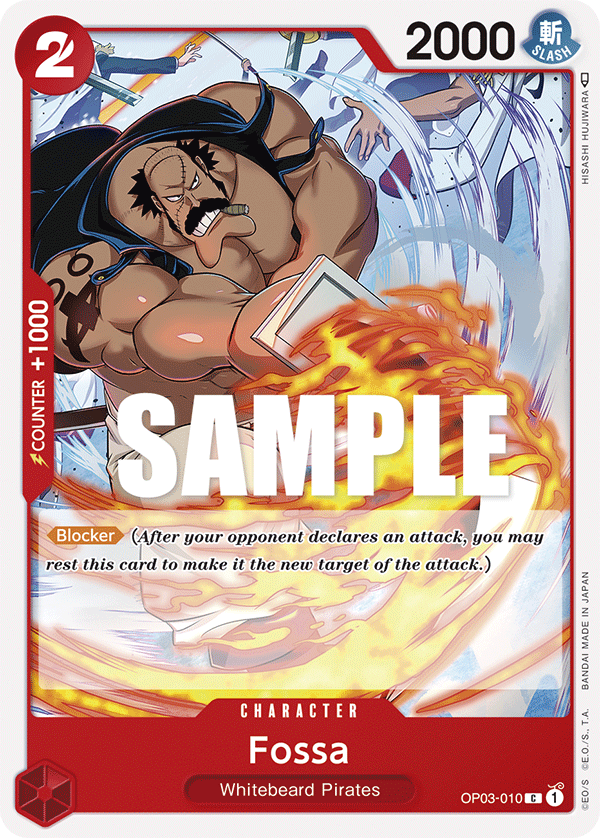 2
2000
斬
SLASH
HISASHI HUJIWARA
COUNTER +1000
SAMPLE
Blocker (After your opponent declares an attack, you may
rest this card to make it the new target of the attack.)
CHARACTER
Fossa
Whitebeard Pirates
OP03-010 C 1
©EO/S ©E.O./S., T.A. BANDAI MADE IN JAPAN